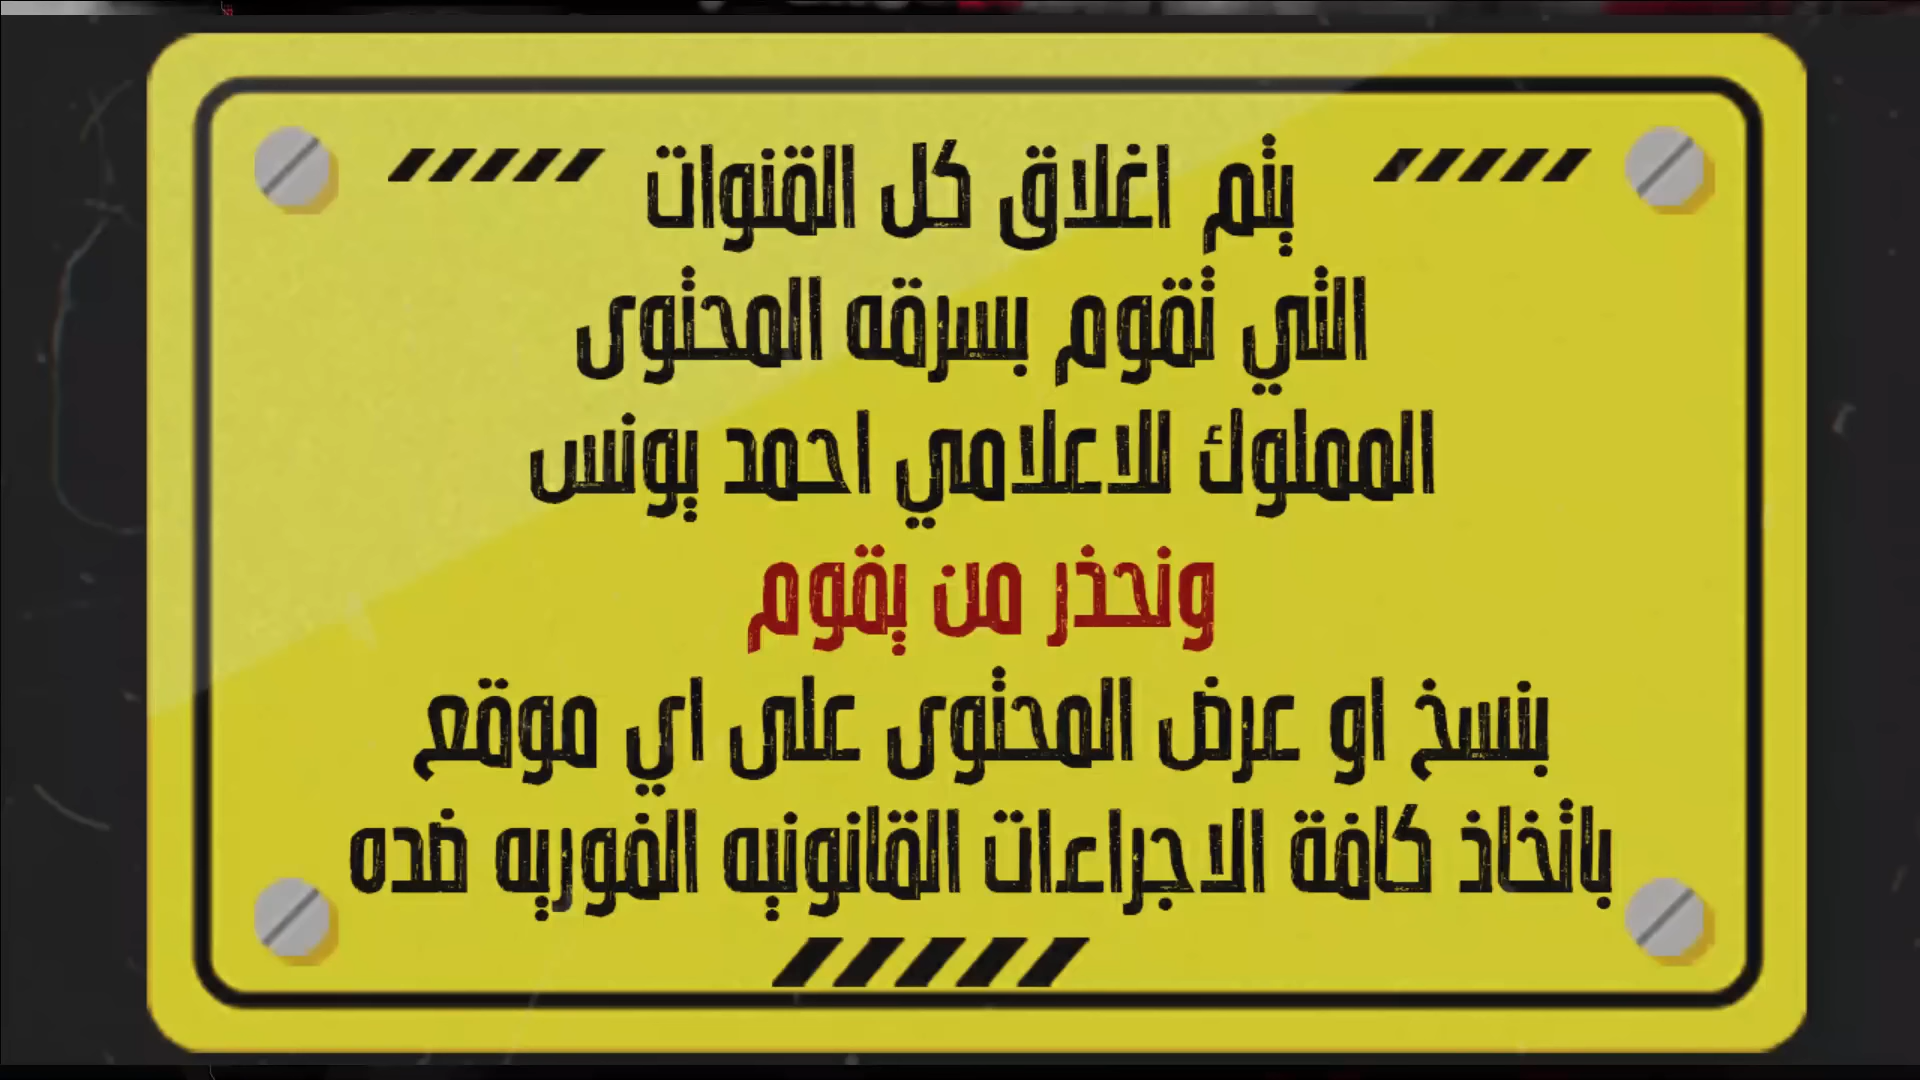 يتم اغلاق كل القنوات
التي تقوم بسرقه المحتوى
المملوك للاعلامي احمد يونس
ونحذر من يقوم
بنسخ او عرض المحتوى على اي موقع
باتخاذ كافة الاجراءات القانونيه الفوريه ضده